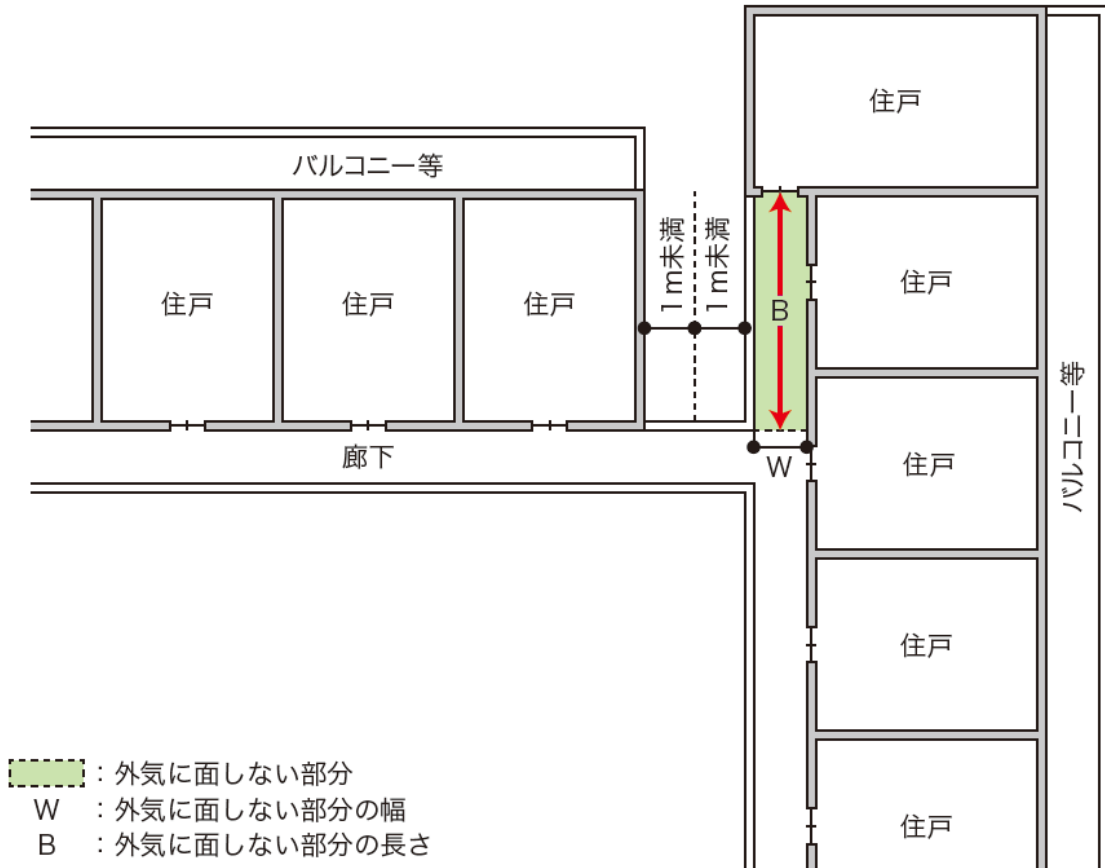 住戸
バルコニー等
1m未満
1m未満
住戸
住戸
住戸
住戸
B
バルコニー等
廊下
W
住戸
住戸
：外気に面しない部分
W ：外気に面しない部分の幅
B ：外気に面しない部分の長さ
住戸